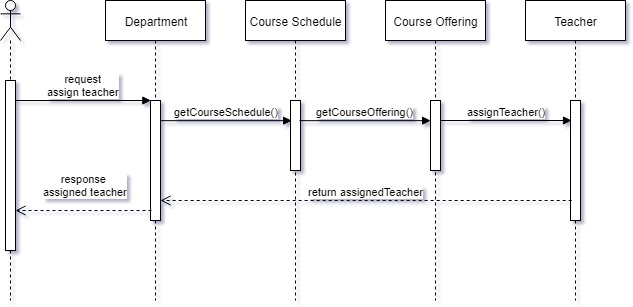 Department
Course Schedule
Course Offering
Teacher
request
assign teacher
getCourseSchedule()
getCourseOffering()
assignTeacher()
response
assigned teacher
return assignedTeacher